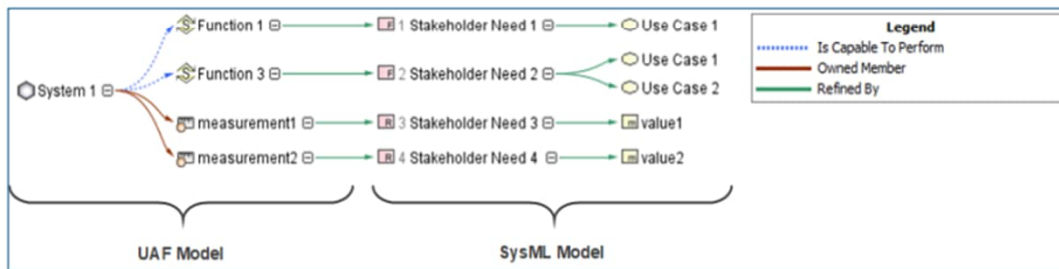 Function 1
1 Stakeholder Need 1
Use Case 1
Legend
Is Capable To Perform
Owned Member
Refined By
System 1
Function 3
2 Stakeholder Need 2
Use Case 1
Use Case 2
measurement1
R 3 Stakeholder Need 3
value1
measurement2
R 4 Stakeholder Need 4
value2
UAF Model
SysML Model